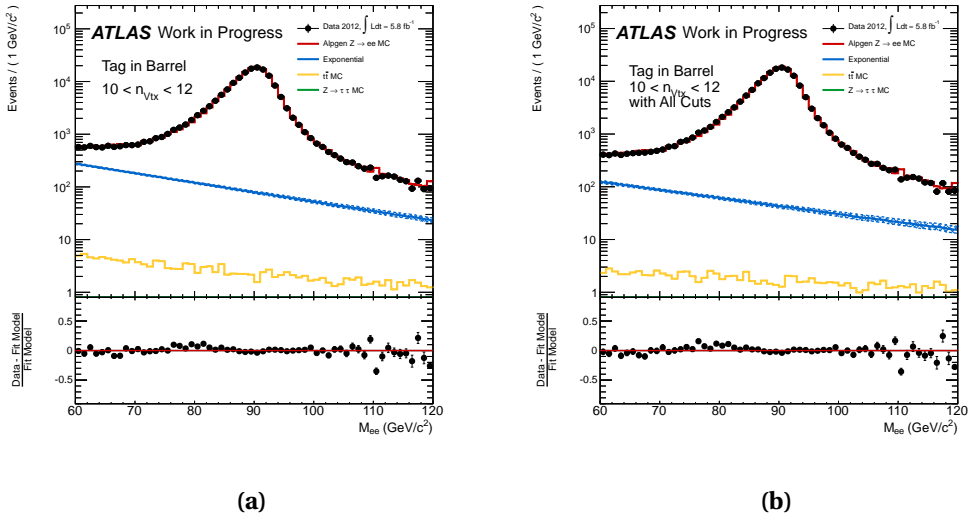 Events / ( 1 GeV/c² )
10⁵
10⁴
10³
10²
10
1
ATLAS Work in Progress
Tag in Barrel
10 < n_Vtx < 12
Data 2012, ∫ Ldt = 5.8 fb⁻¹
Alpgen Z → ee MC
Exponential
tt̄ MC
Z → τ τ MC
Data - Fit Model
Fit Model
0.5
0
-0.5
60 70 80 90 100 110 120
M_ee (GeV/c²)
(a)
Events / ( 1 GeV/c² )
10⁵
10⁴
10³
10²
10
1
ATLAS Work in Progress
Tag in Barrel
10 < n_Vtx < 12
with All Cuts
Data 2012, ∫ Ldt = 5.8 fb⁻¹
Alpgen Z → ee MC
Exponential
tt̄ MC
Z → τ τ MC
Data - Fit Model
Fit Model
0.5
0
-0.5
60 70 80 90 100 110 120
M_ee (GeV/c²)
(b)